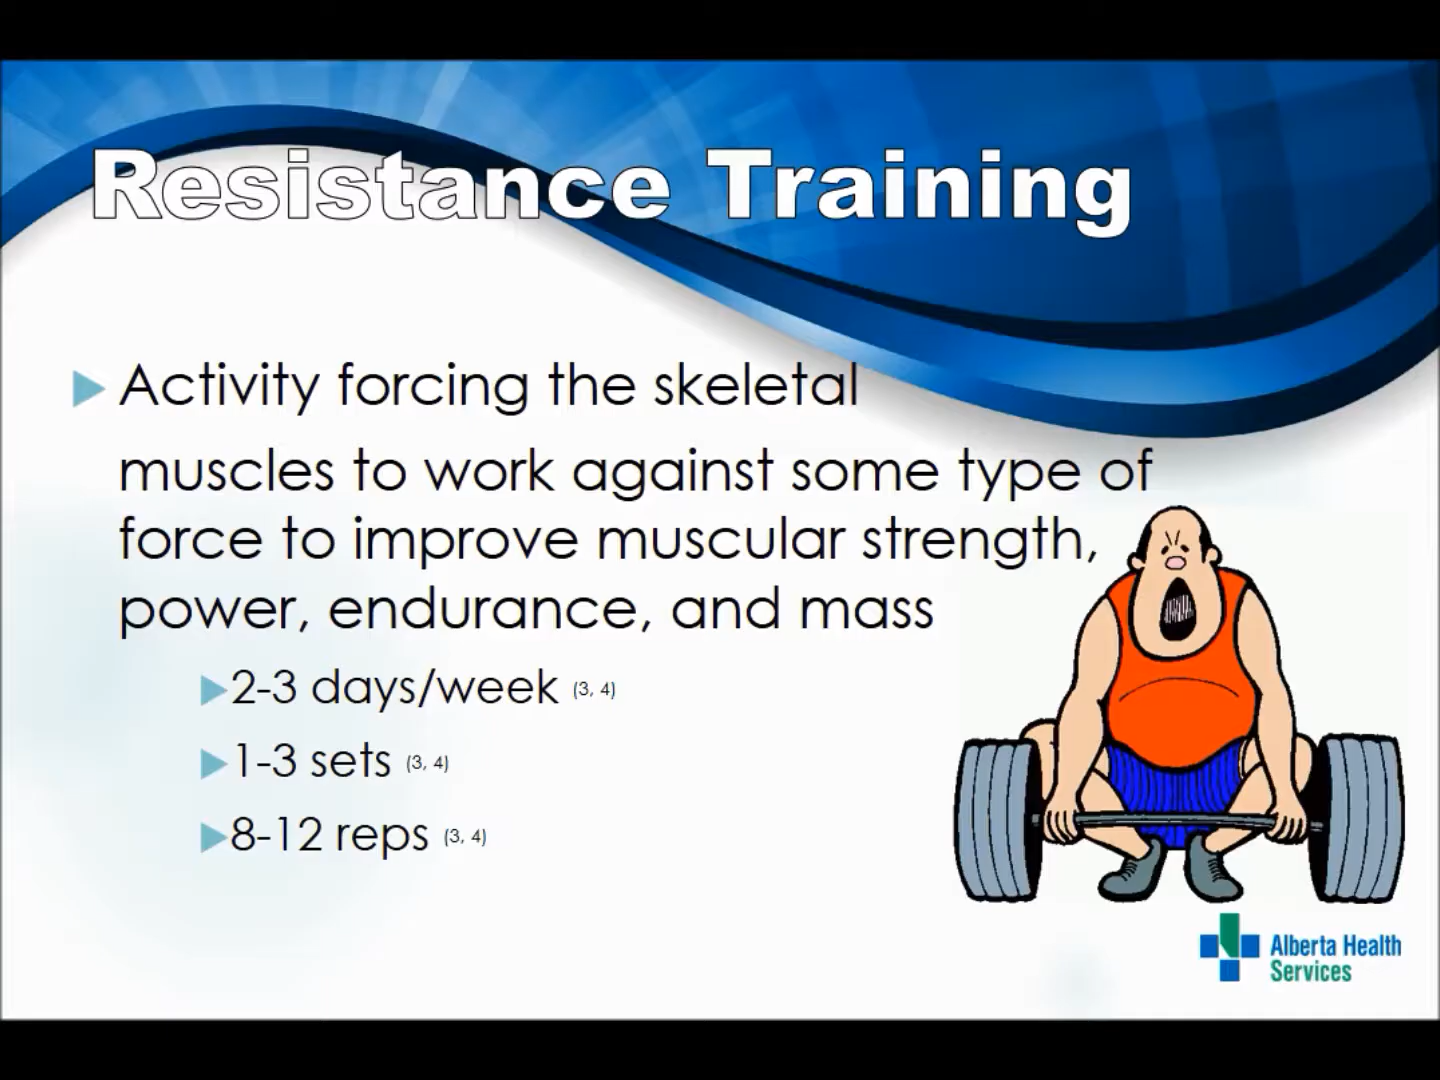 Resistance Training
Activity forcing the skeletal
muscles to work against some type of
force to improve muscular strength,
power, endurance, and mass
2-3 days/week (3, 4)
1-3 sets (3, 4)
8-12 reps (3, 4)
Alberta Health
Services